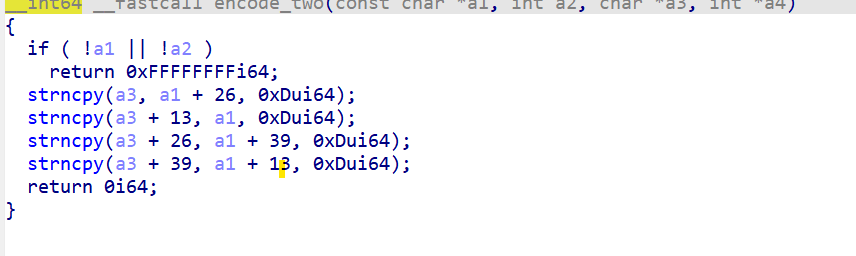 __int64 __fastcall encode_two(const char *a1, int a2, char *a3, int *a4)
{
if ( !a1 || !a2 )
return 0xFFFFFFFFi64;
strncpy(a3, a1 + 26, 0xDui64);
strncpy(a3 + 13, a1, 0xDui64);
strncpy(a3 + 26, a1 + 39, 0xDui64);
strncpy(a3 + 39, a1 + 13, 0xDui64);
return 0i64;
}